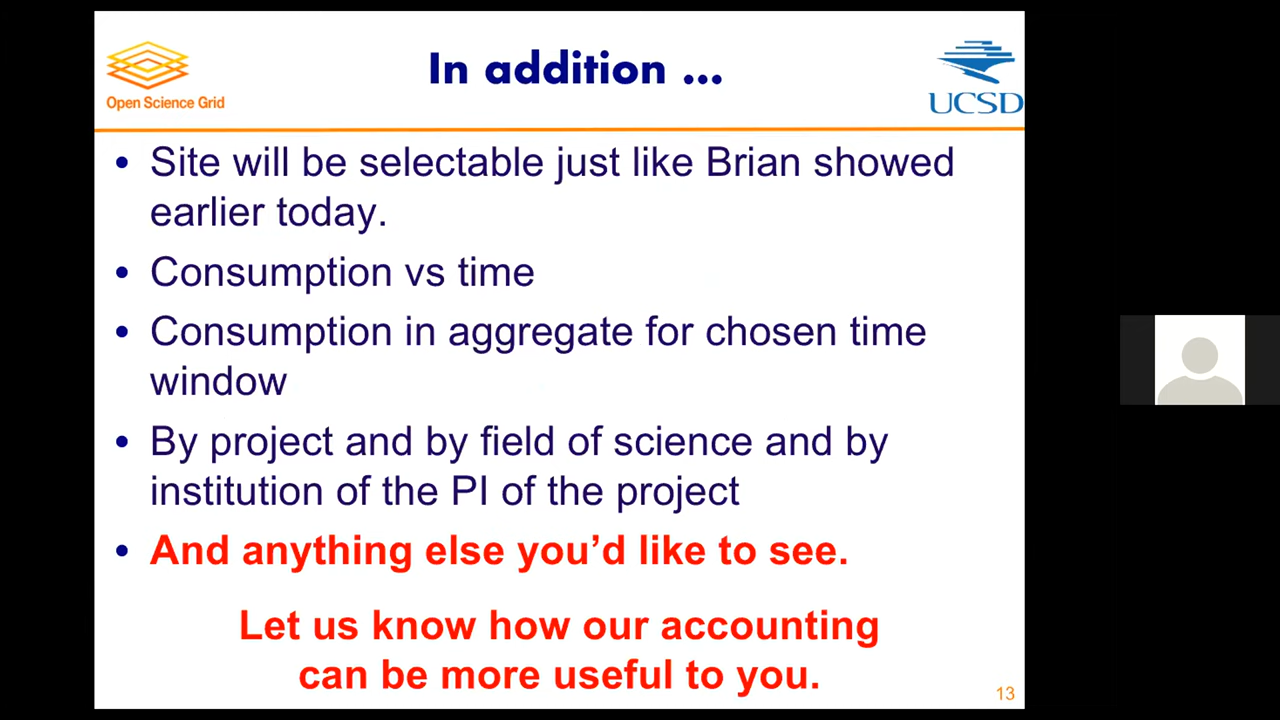 In addition ...
Open Science Grid
UCSD
• Site will be selectable just like Brian showed
earlier today.
• Consumption vs time
• Consumption in aggregate for chosen time
window
• By project and by field of science and by
institution of the PI of the project
• And anything else you’d like to see.
Let us know how our accounting
can be more useful to you.
13